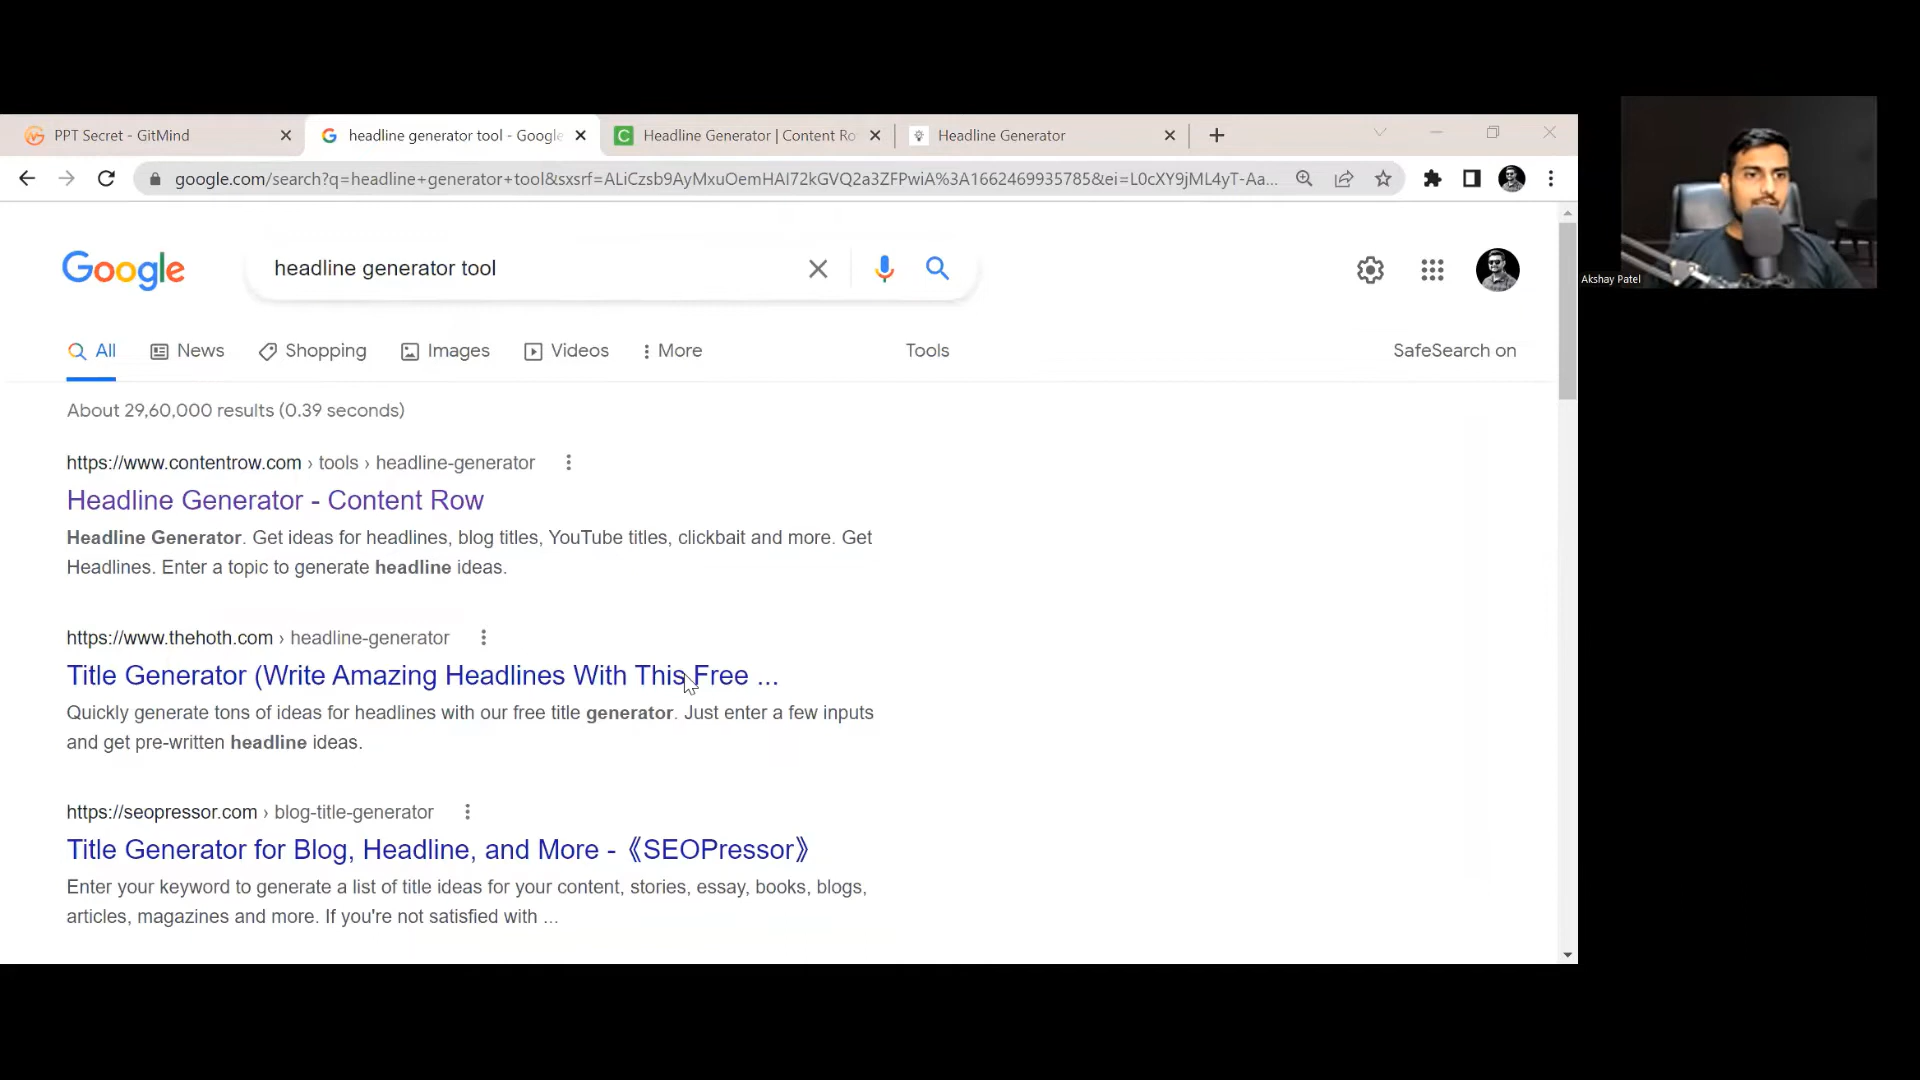 PPT Secret - GitMind
headline generator tool - Google
Headline Generator | Content Ro
Headline Generator
google.com/search?q=headline+generator+tool&sxsrf=ALiCzsb9AyMxuOemHAI72kGVQ2a3ZFPwiA%3A1662469935785&ei=L0cXY9jML4yT-Aa...
Google
headline generator tool
All
News
Shopping
Images
Videos
More
Tools
SafeSearch on
About 29,60,000 results (0.39 seconds)
https://www.contentrow.com › tools › headline-generator
Headline Generator - Content Row
Headline Generator. Get ideas for headlines, blog titles, YouTube titles, clickbait and more. Get
Headlines. Enter a topic to generate headline ideas.
https://www.thehoth.com › headline-generator
Title Generator (Write Amazing Headlines With This Free ...
Quickly generate tons of ideas for headlines with our free title generator. Just enter a few inputs
and get pre-written headline ideas.
https://seopressor.com › blog-title-generator
Title Generator for Blog, Headline, and More -《SEOPressor》
Enter your keyword to generate a list of title ideas for your content, stories, essay, books, blogs,
articles, magazines and more. If you're not satisfied with ...
Akshay Patel